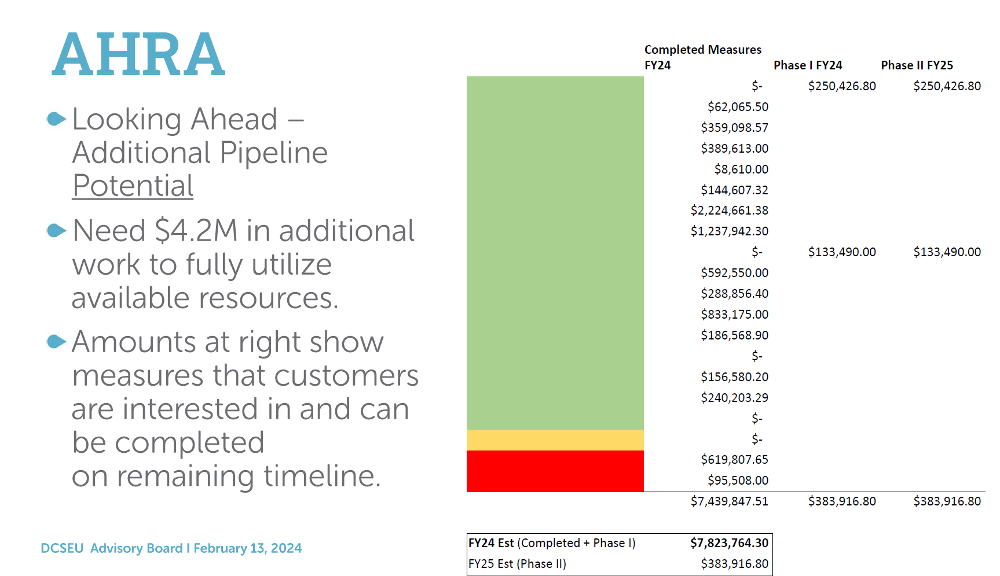 AHRA
Looking Ahead –
Additional Pipeline
Potential
Need $4.2M in additional
work to fully utilize
available resources.
Amounts at right show
measures that customers
are interested in and can
be completed
on remaining timeline.
DCSEU Advisory Board I February 13, 2024
Completed Measures
FY24 Phase I FY24 Phase II FY25
$- $250,426.80 $250,426.80
$62,065.50
$359,098.57
$389,613.00
$8,610.00
$144,607.32
$2,224,661.38
$1,237,942.30
$- $133,490.00 $133,490.00
$592,550.00
$288,856.40
$833,175.00
$186,568.90
$-
$156,580.20
$240,203.29
$-
$-
$619,807.65
$95,508.00
$7,439,847.51 $383,916.80 $383,916.80
FY24 Est (Completed + Phase I) $7,823,764.30
FY25 Est (Phase II) $383,916.80